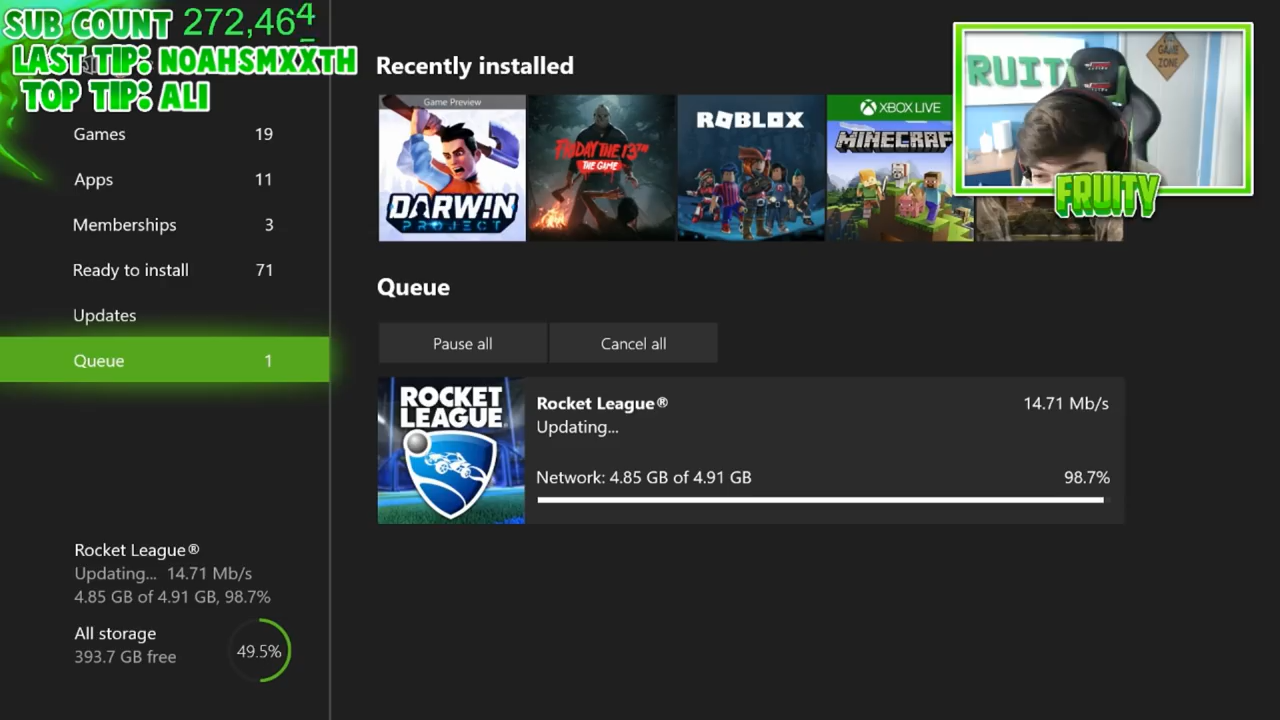 SUB COUNT 272,464
LAST TIP: NOAHSMXXTH
TOP TIP: ALI
Games 19
Apps 11
Memberships 3
Ready to install 71
Updates
Queue 1
Rocket League®
Updating... 14.71 Mb/s
4.85 GB of 4.91 GB, 98.7%
All storage
393.7 GB free
49.5%
Recently installed
Game Preview
DARWIN
PROJECT
FRIDAY THE 13TH
THE GAME
ROBLOX
XBOX LIVE
MINECRAF
RUIT
GAME
ZONE
FRUITY
Queue
Pause all
Cancel all
ROCKET
LEAGUE
Rocket League® 14.71 Mb/s
Updating...
Network: 4.85 GB of 4.91 GB 98.7%